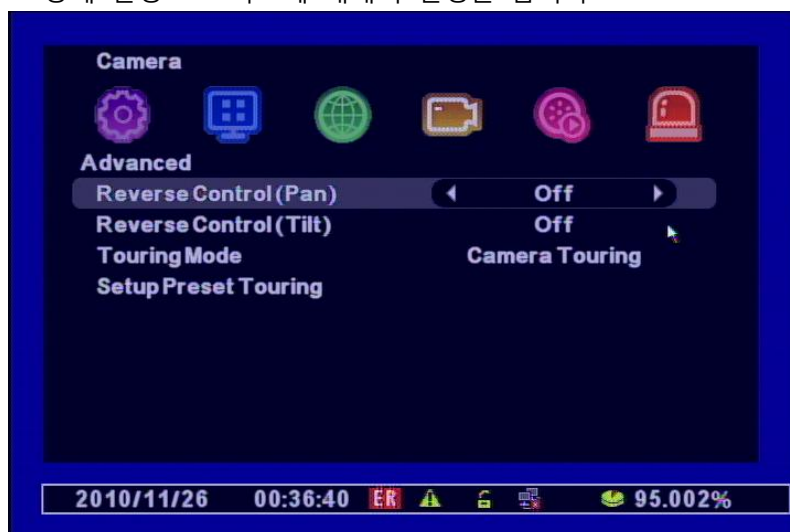 Camera
Advanced
Reverse Control (Pan) Off
Reverse Control (Tilt) Off
Touring Mode Camera Touring
Setup Preset Touring
2010/11/26 00:36:40 ER 95.002%